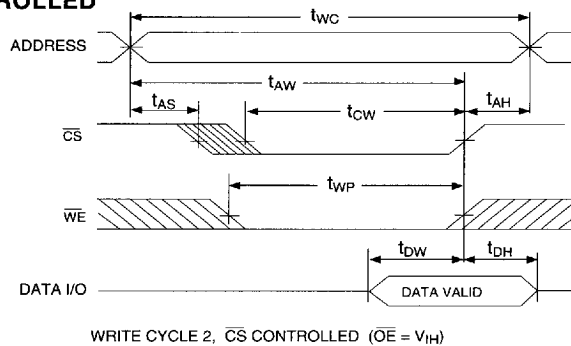 ROLLED
tWC
ADDRESS
tAW
tAS
tCW
tAH
CS
tWP
WE
tDW
tDH
DATA I/O
DATA VALID
WRITE CYCLE 2, CS CONTROLLED (OE = VIH)